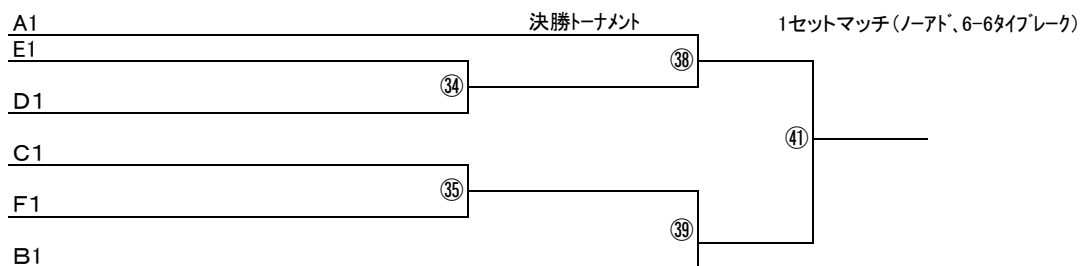 A1 決勝トーナメント 1セットマッチ(ノーアド、6-6タイブレーク)
E1
㊳
㉞
D1
㊶
C1
㉟
F1
㊴
B1